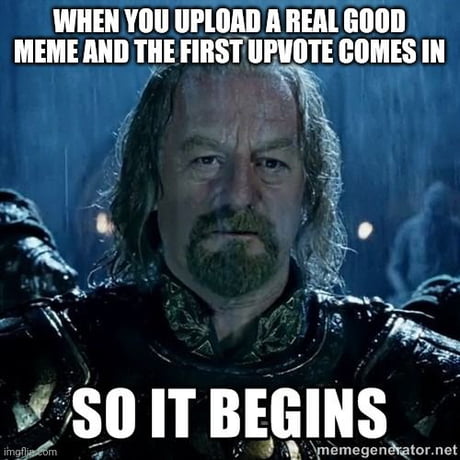 WHEN YOU UPLOAD A REAL GOOD
MEME AND THE FIRST UPVOTE COMES IN
SO IT BEGINS
imgflip.com
memegenerator.net